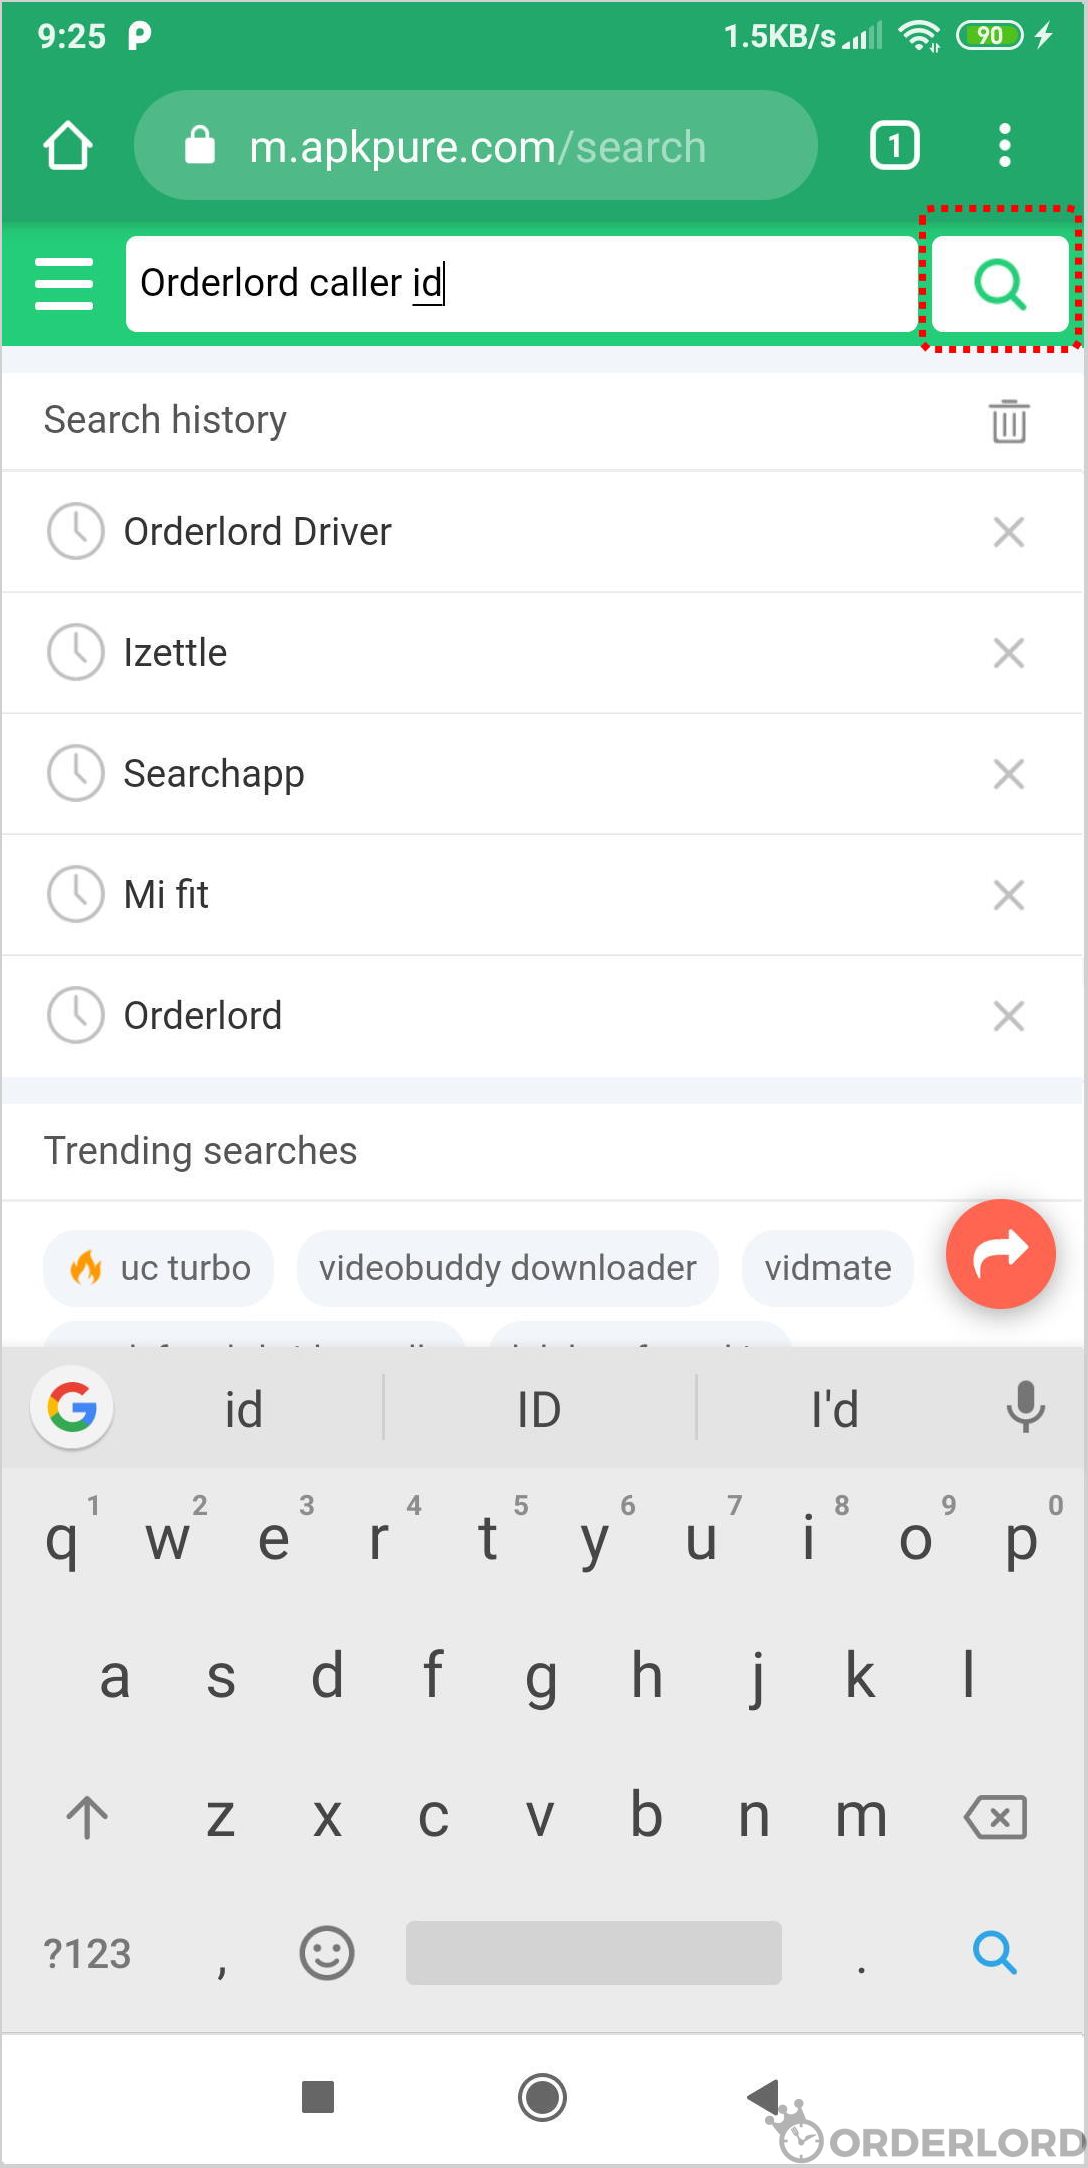 9:25 1.5KB/s 90
m.apkpure.com/search 1
Orderlord caller id
Search history
Orderlord Driver
Izettle
Searchapp
Mi fit
Orderlord
Trending searches
uc turbo videobuddy downloader vidmate
id ID I'd
1 2 3 4 5 6 7 8 9 0
q w e r t y u i o p
a s d f g h j k l
z x c v b n m
?123 , .
ORDERLORD